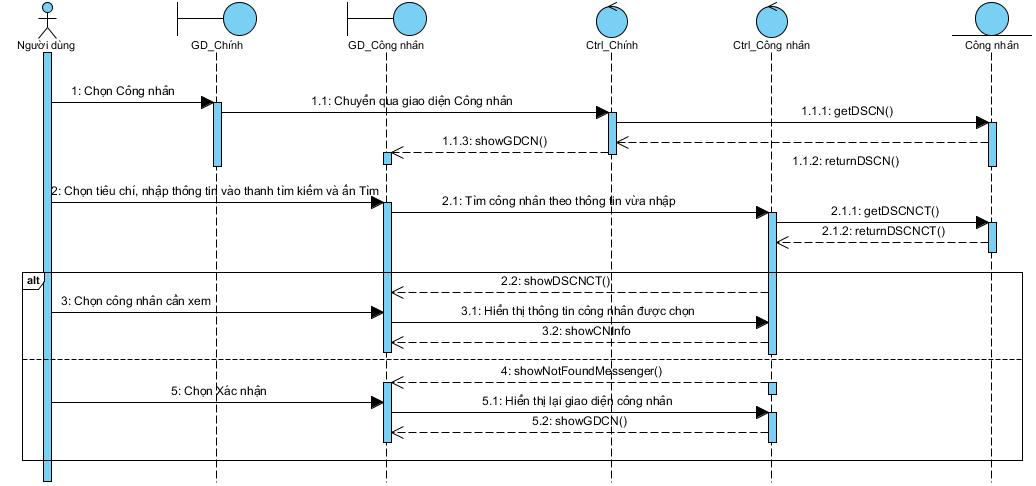 Người dùng
GD_Chính
GD_Công nhân
Ctrl_Chính
Ctrl_Công nhân
Công nhân
1: Chọn Công nhân
1.1: Chuyển qua giao diện Công nhân
1.1.1: getDSCN()
1.1.3: showGDCN()
1.1.2: returnDSCN()
2: Chọn tiêu chí, nhập thông tin vào thanh tìm kiếm và ấn Tìm
2.1: Tìm công nhân theo thông tin vừa nhập
2.1.1: getDSCNCT()
2.1.2: returnDSCNCT()
alt
2.2: showDSCNCT()
3: Chọn công nhân cần xem
3.1: Hiển thị thông tin công nhân được chọn
3.2: showCNInfo
4: showNotFoundMessenger()
5: Chọn Xác nhận
5.1: Hiển thị lại giao diện công nhân
5.2: showGDCN()